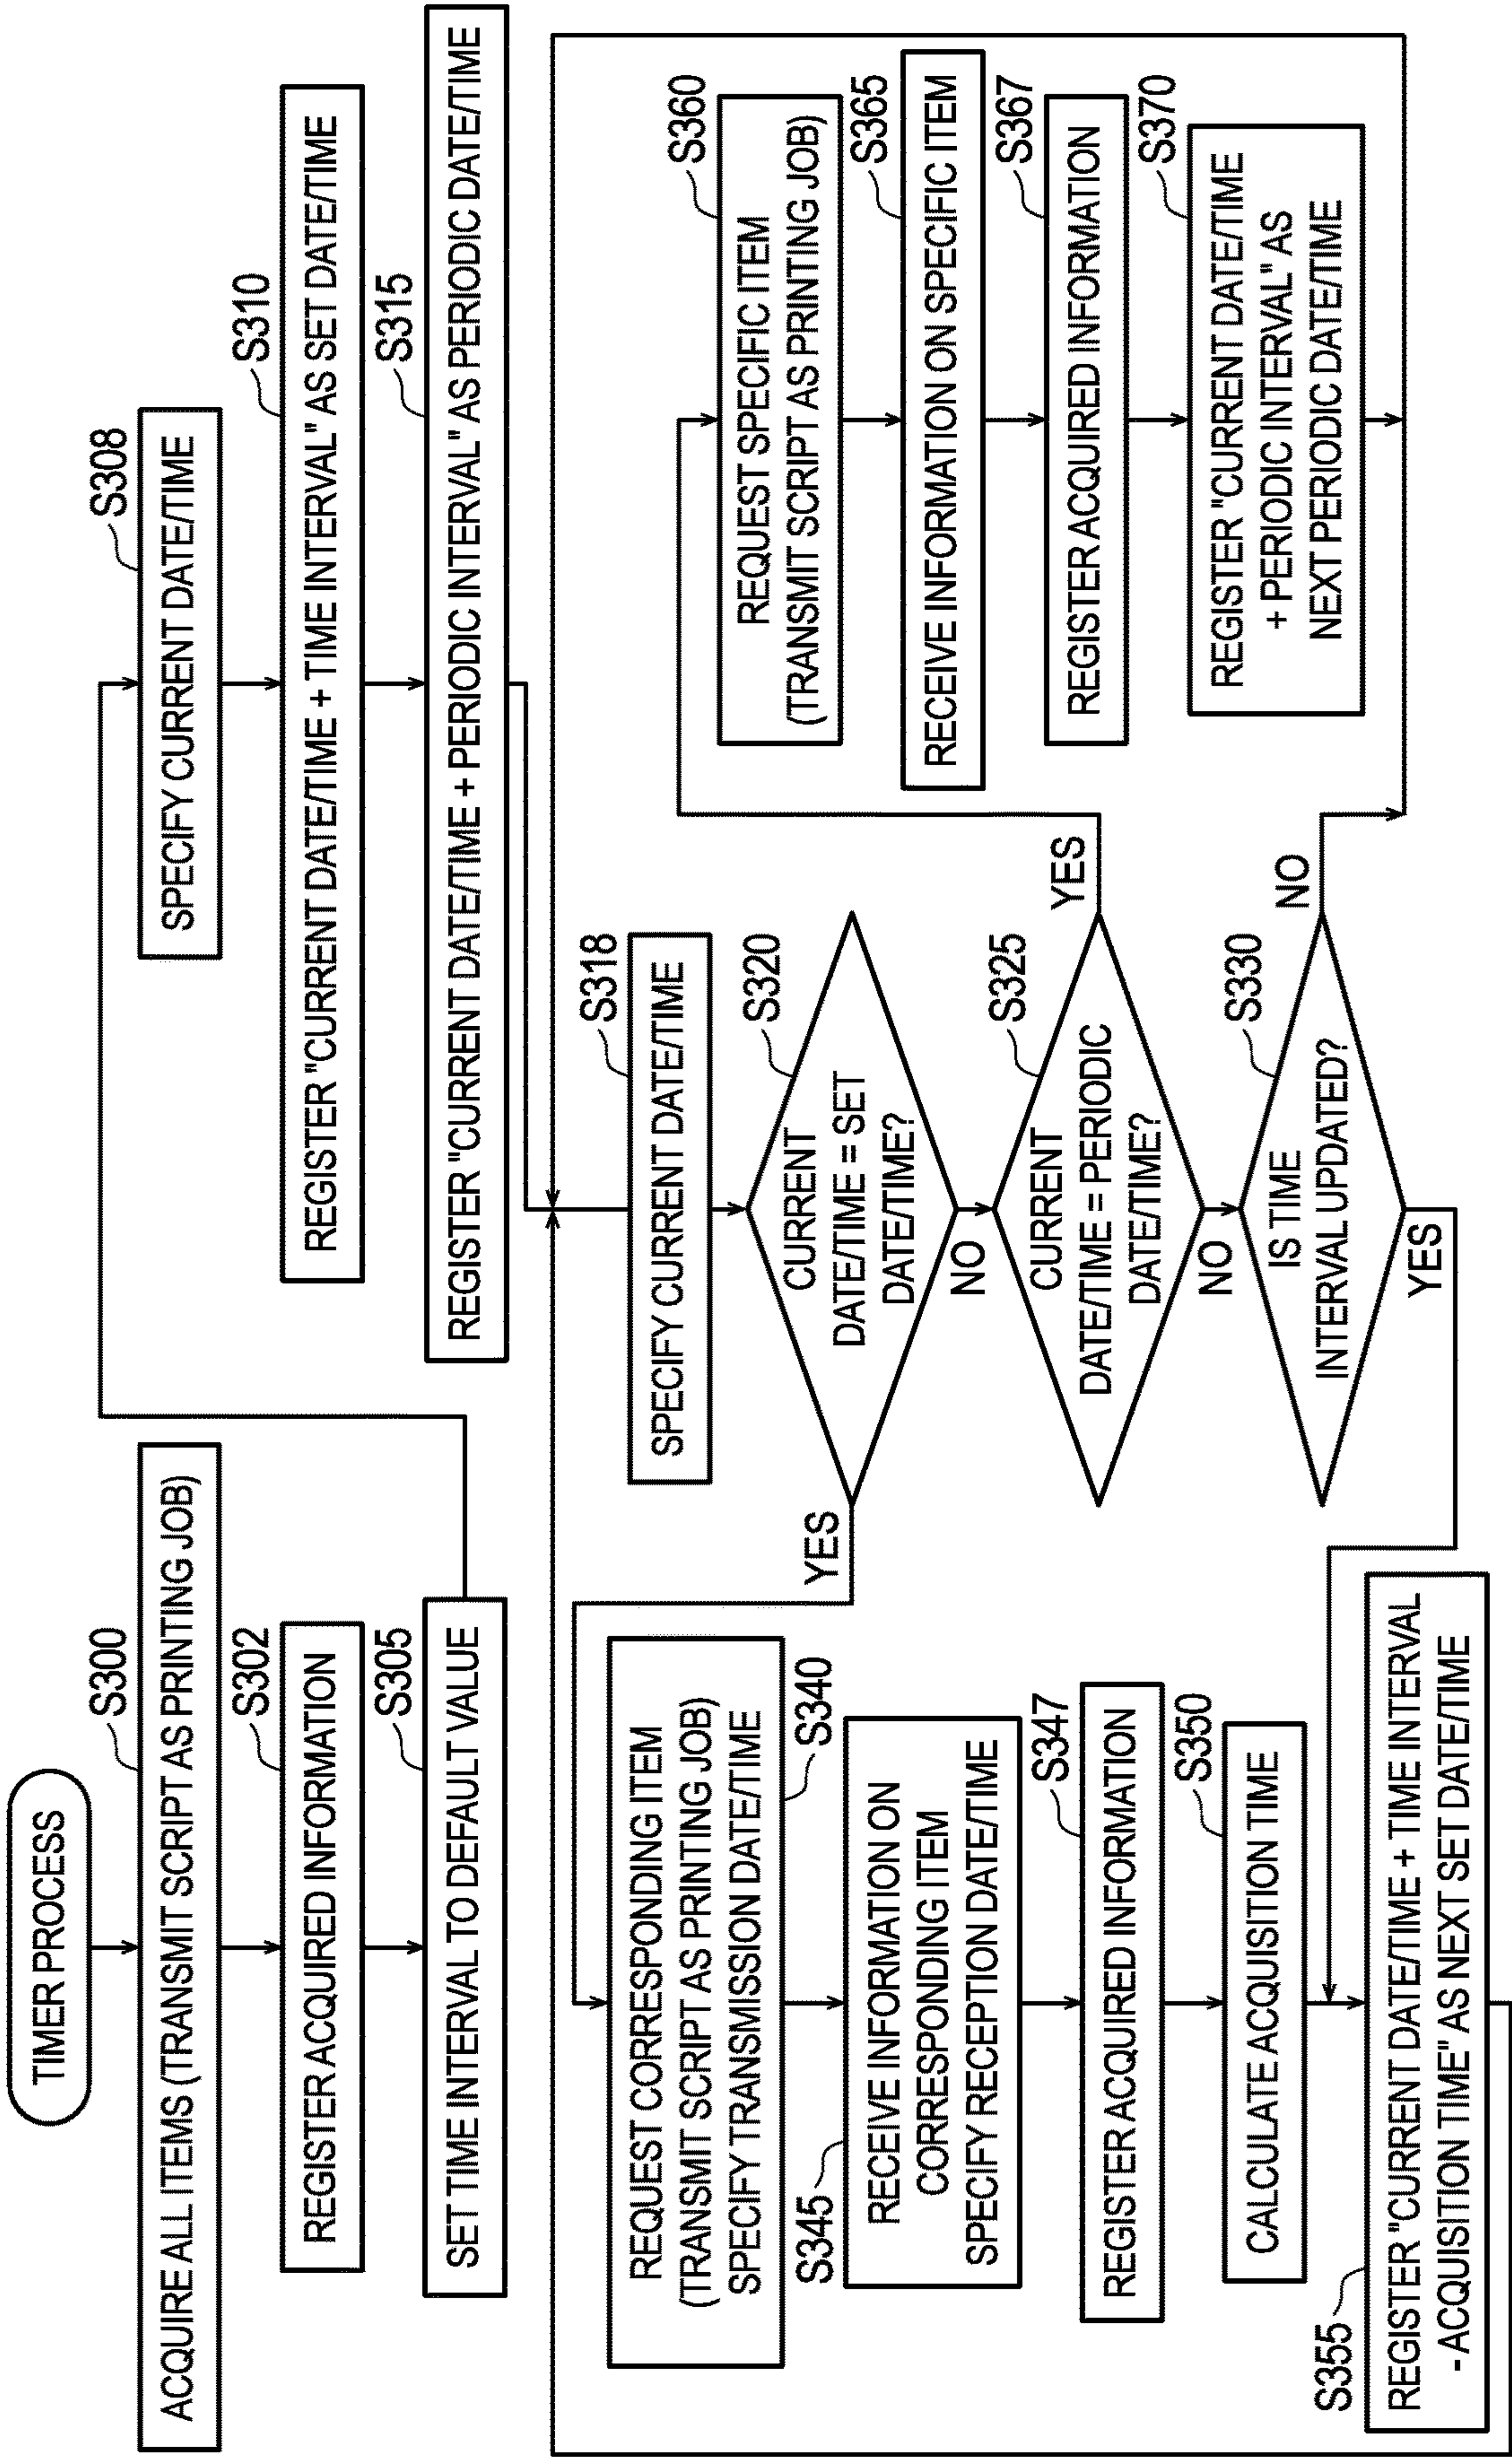 TIMER PROCESS
S300
ACQUIRE ALL ITEMS (TRANSMIT SCRIPT AS PRINTING JOB)
S302
REGISTER ACQUIRED INFORMATION
S305
SET TIME INTERVAL TO DEFAULT VALUE
S308
SPECIFY CURRENT DATE/TIME
S310
REGISTER "CURRENT DATE/TIME + TIME INTERVAL" AS SET DATE/TIME
S315
REGISTER "CURRENT DATE/TIME + PERIODIC INTERVAL" AS PERIODIC DATE/TIME
S318
SPECIFY CURRENT DATE/TIME
S320
CURRENT
DATE/TIME = SET
DATE/TIME?
YES
NO
S325
CURRENT
DATE/TIME = PERIODIC
DATE/TIME?
YES
NO
S330
IS TIME
INTERVAL UPDATED?
NO
YES
REQUEST CORRESPONDING ITEM
(TRANSMIT SCRIPT AS PRINTING JOB)
SPECIFY TRANSMISSION DATE/TIME
S340
RECEIVE INFORMATION ON
CORRESPONDING ITEM
SPECIFY RECEPTION DATE/TIME
S345
S347
REGISTER ACQUIRED INFORMATION
S350
CALCULATE ACQUISITION TIME
S355
REGISTER "CURRENT DATE/TIME + TIME INTERVAL
- ACQUISITION TIME" AS NEXT SET DATE/TIME
S360
REQUEST SPECIFIC ITEM
(TRANSMIT SCRIPT AS PRINTING JOB)
S365
RECEIVE INFORMATION ON SPECIFIC ITEM
S367
REGISTER ACQUIRED INFORMATION
S370
REGISTER "CURRENT DATE/TIME
+ PERIODIC INTERVAL" AS
NEXT PERIODIC DATE/TIME